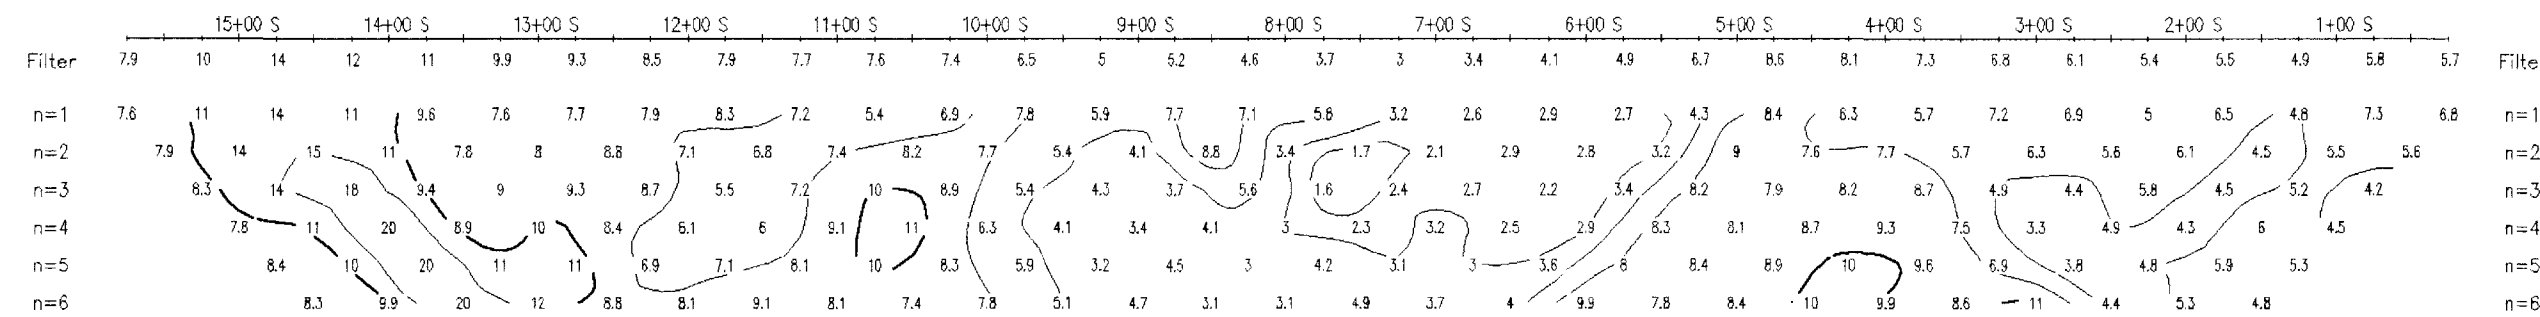 15+00 S 14+00 S 13+00 S 12+00 S 11+00 S 10+00 S 9+00 S 8+00 S 7+00 S 6+00 S 5+00 S 4+00 S 3+00 S 2+00 S 1+00 S
Filter 7.9 10 14 12 11 9.9 9.3 8.5 7.9 7.7 7.6 7.4 6.5 5 5.2 4.6 3.7 3 3.4 4.1 4.9 6.7 8.6 8.1 7.3 6.8 6.1 5.4 5.5 4.9 5.8 5.7 Filte
n=1 7.6 11 14 11 9.6 7.6 7.7 7.9 8.3 7.2 5.4 6.9 7.8 5.9 7.7 7.1 5.8 3.2 2.6 2.9 2.7 4.3 8.4 6.3 5.7 7.2 6.9 5 6.5 4.8 7.3 6.8 n=1
n=2 7.9 14 15 11 7.8 8 8.8 7.1 6.8 7.4 8.2 7.7 5.4 4.1 8.8 3.4 1.7 2.1 2.9 2.8 3.2 9 7.6 7.7 5.7 6.3 5.6 6.1 4.5 5.5 5.6 n=2
n=3 8.3 14 18 9.4 9 9.3 8.7 5.5 7.2 10 8.9 5.4 4.3 3.7 5.6 1.6 2.4 2.7 2.2 3.4 8.2 7.9 8.2 8.7 4.9 4.4 5.8 4.5 5.2 4.2 n=3
n=4 7.8 11 20 8.9 10 8.4 6.1 6 9.1 11 6.3 4.1 3.4 4.1 3 2.3 3.2 2.5 2.9 8.3 8.1 8.7 9.3 7.5 3.3 4.9 4.3 6 4.5 n=4
n=5 8.4 10 20 11 11 6.9 7.1 8.1 10 8.3 5.9 3.2 4.5 3 4.2 3.1 3 3.6 8 8.4 8.9 10 9.6 6.9 3.8 4.8 5.9 5.3 n=5
n=6 8.3 9.9 20 12 8.8 8.1 9.1 8.1 7.4 7.8 5.1 4.7 3.1 3.1 4.9 3.7 4 9.9 7.8 8.4 10 9.9 8.6 11 4.4 5.3 4.8 n=6